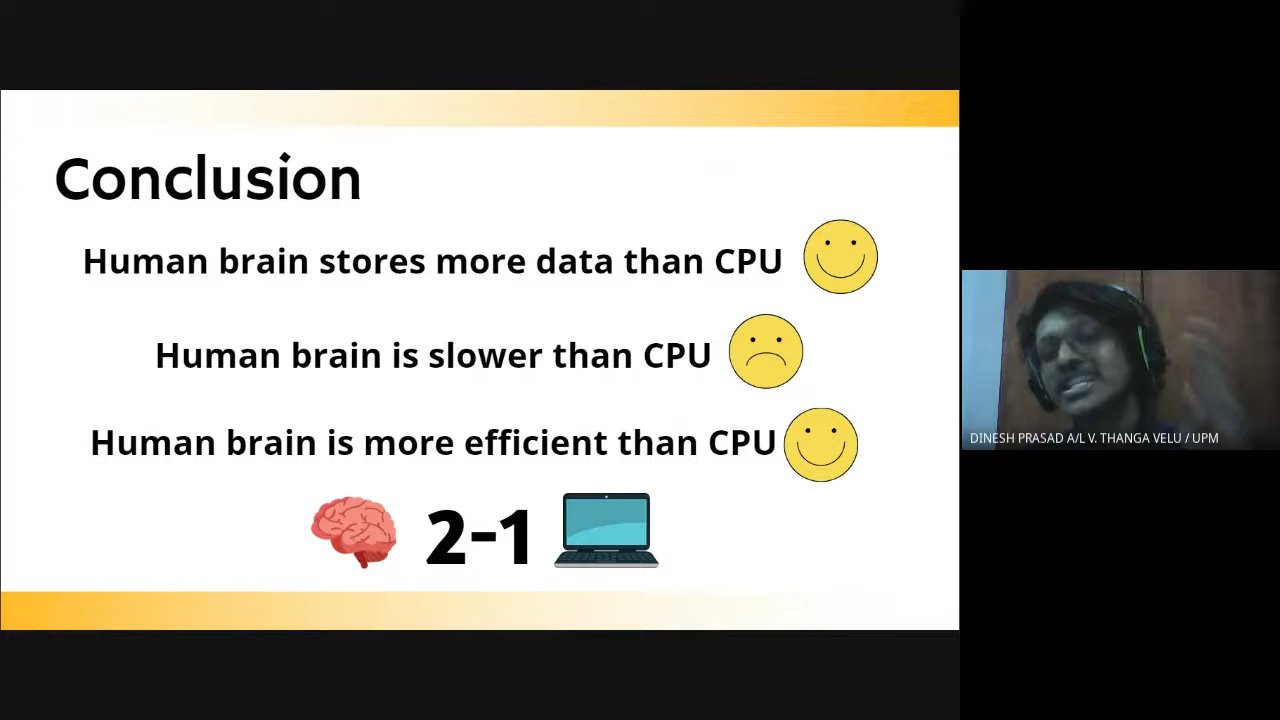 Conclusion
Human brain stores more data than CPU
Human brain is slower than CPU
Human brain is more efficient than CPU
2-1
DINESH PRASAD A/L V. THANGA VELU / UPM